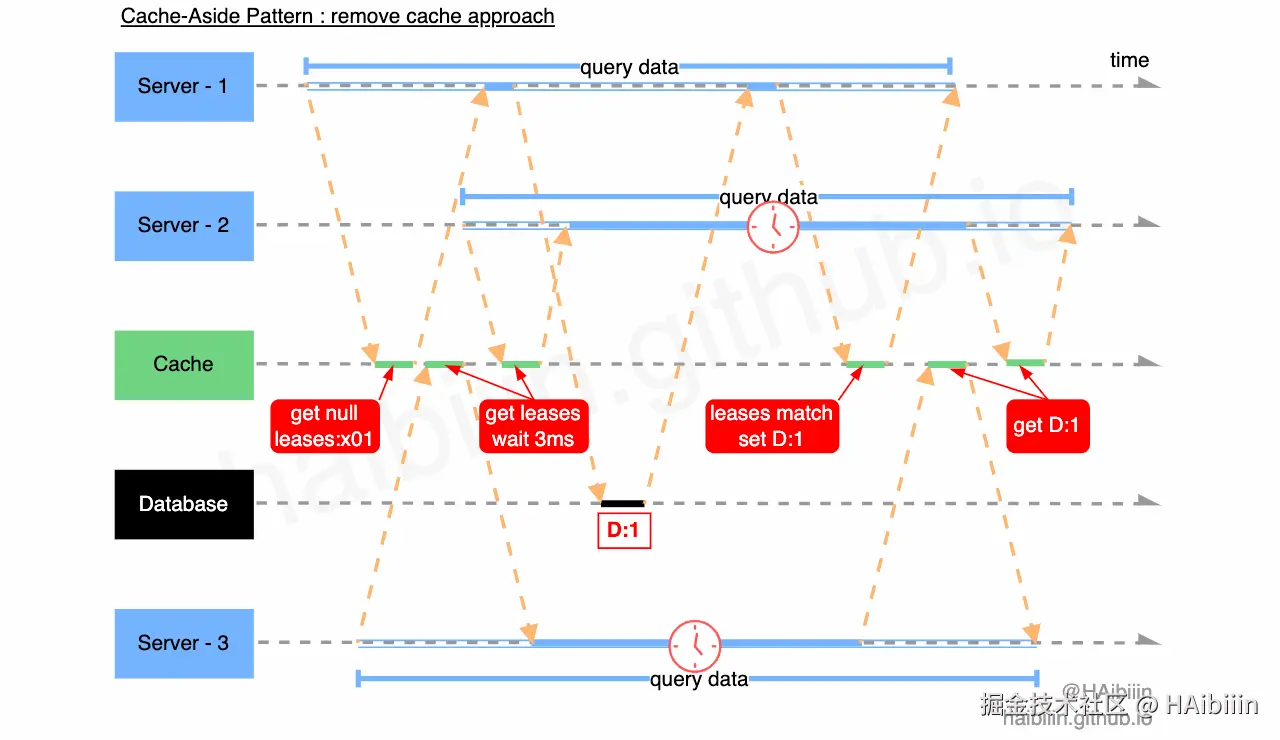 Cache-Aside Pattern : remove cache approach
time
query data
Server - 1
query data
Server - 2
Cache
get null
leases:x01
get leases
wait 3ms
leases match
set D:1
get D:1
Database
D:1
Server - 3
query data
@HAibiiin
掘金技术社区 @ HAibiiin
haibiiin.github.io
haibiiin.github.io